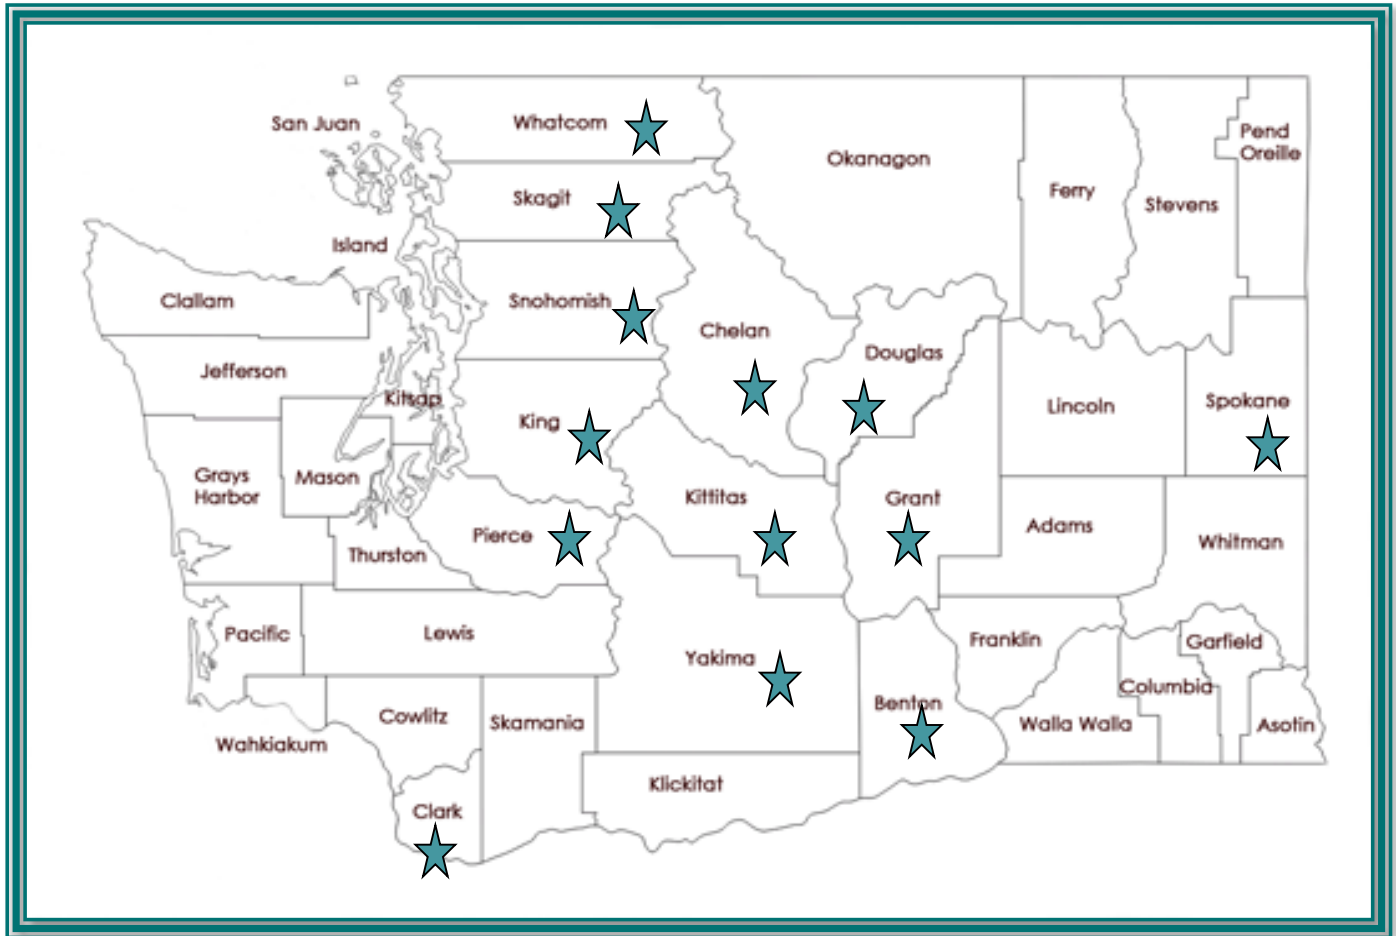 San Juan
Whatcom
Okanagon
Pend
Oreille
Ferry
Stevens
Skagit
Island
Clallam
Snohomish
Chelan
Douglas
Jefferson
Kitsap
King
Lincoln
Spokane
Grays
Harbor
Mason
Kittitas
Grant
Adams
Pierce
Thurston
Whitman
Pacific
Lewis
Yakima
Franklin
Garfield
Columbia
Benton
Cowlitz
Skamania
Walla Walla
Asotin
Wahkiakum
Klickitat
Clark